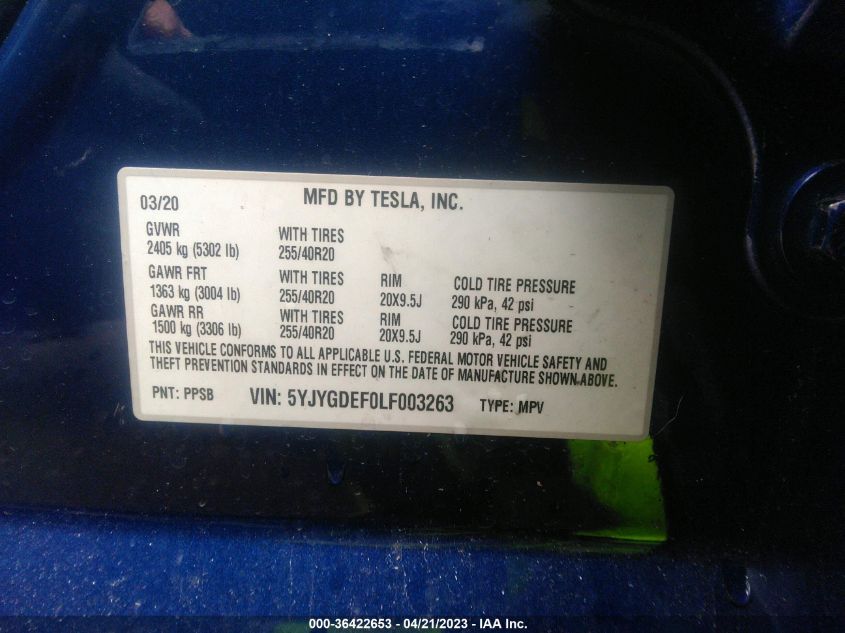 03/20 MFD BY TESLA, INC.
GVWR WITH TIRES
2405 kg (5302 lb) 255/40R20
GAWR FRT WITH TIRES RIM COLD TIRE PRESSURE
1363 kg (3004 lb) 255/40R20 20X9.5J 290 kPa, 42 psi
GAWR RR WITH TIRES RIM COLD TIRE PRESSURE
1500 kg (3306 lb) 255/40R20 20X9.5J 290 kPa, 42 psi
THIS VEHICLE CONFORMS TO ALL APPLICABLE U.S. FEDERAL MOTOR VEHICLE SAFETY AND
THEFT PREVENTION STANDARDS IN EFFECT ON THE DATE OF MANUFACTURE SHOWN ABOVE.
PNT: PPSB VIN: 5YJYGDEF0LF003263 TYPE: MPV
000-36422653 - 04/21/2023 - IAA Inc.